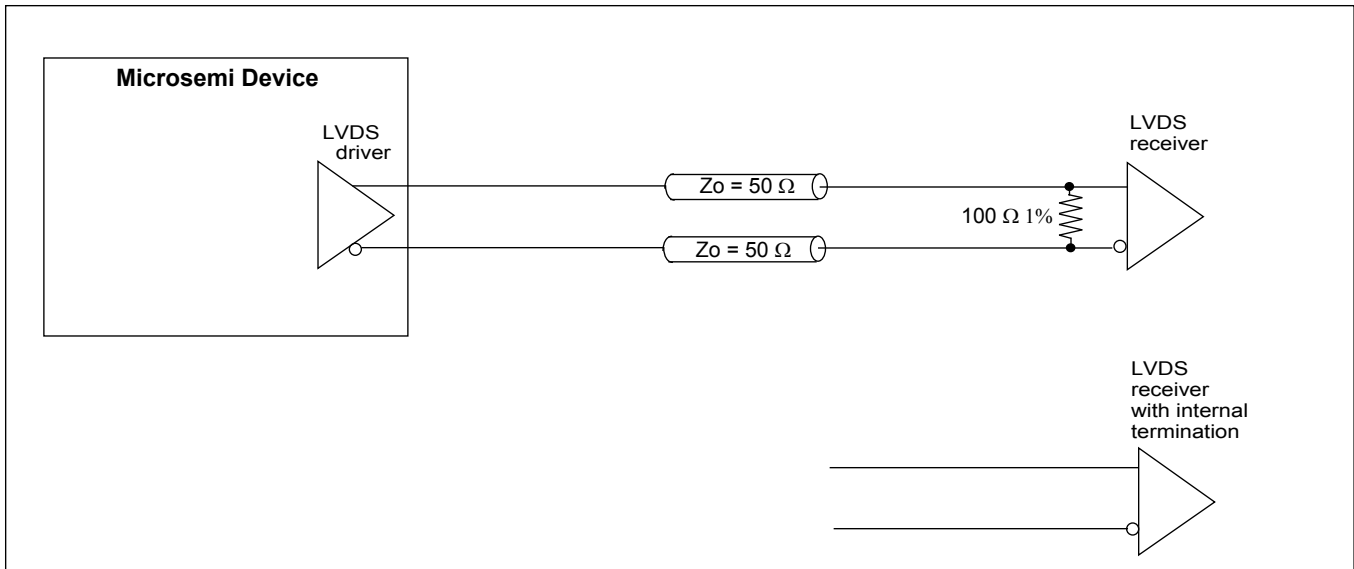 Microsemi Device
LVDS
driver
Zo = 50 Ω
Zo = 50 Ω
100 Ω 1%
LVDS
receiver
LVDS
receiver
with internal
termination